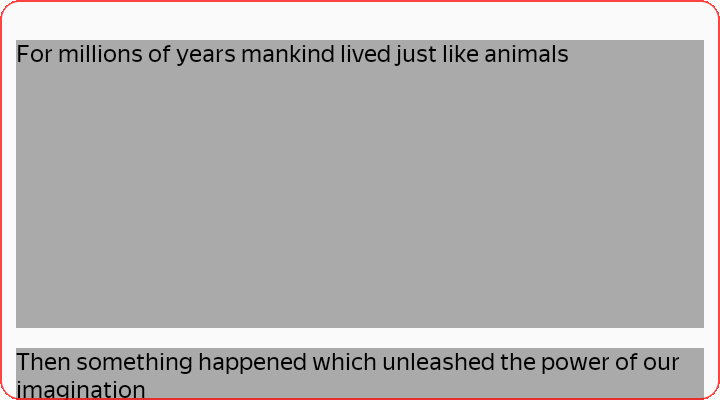 For millions of years mankind lived just like animals
Then something happened which unleashed the power of our
imagination